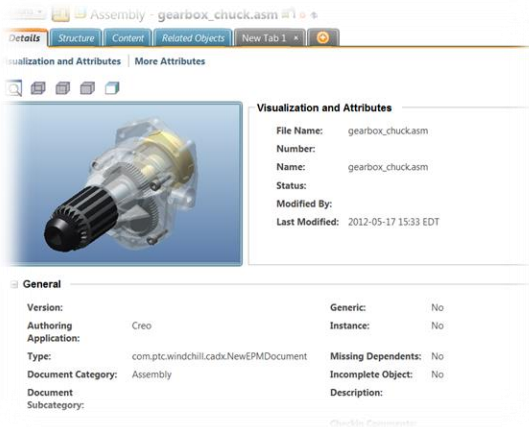 Assembly - gearbox_chuck.asm
Details Structure Content Related Objects New Tab 1 ×
Visualization and Attributes | More Attributes
Visualization and Attributes
File Name: gearbox_chuck.asm
Number:
Name: gearbox_chuck.asm
Status:
Modified By:
Last Modified: 2012-05-17 15:33 EDT
General
Version: Generic: No
Authoring Application: Creo Instance: No
Type: com.ptc.windchill.cadx.NewEPMDocument Missing Dependents: No
Document Category: Assembly Incomplete Object: No
Document Subcategory: Description: